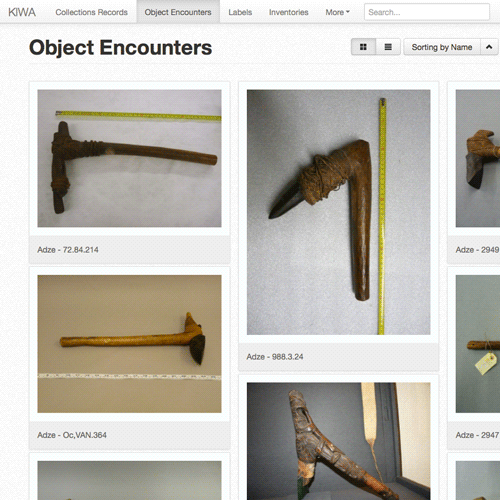 KIWA Collections Records Object Encounters Labels Inventories More Search...
Object Encounters
Sorting by Name
Adze - 72.84.214
Adze - 988.3.24
Adze - 2949
Adze - Oc,VAN.364
Adze - 2947